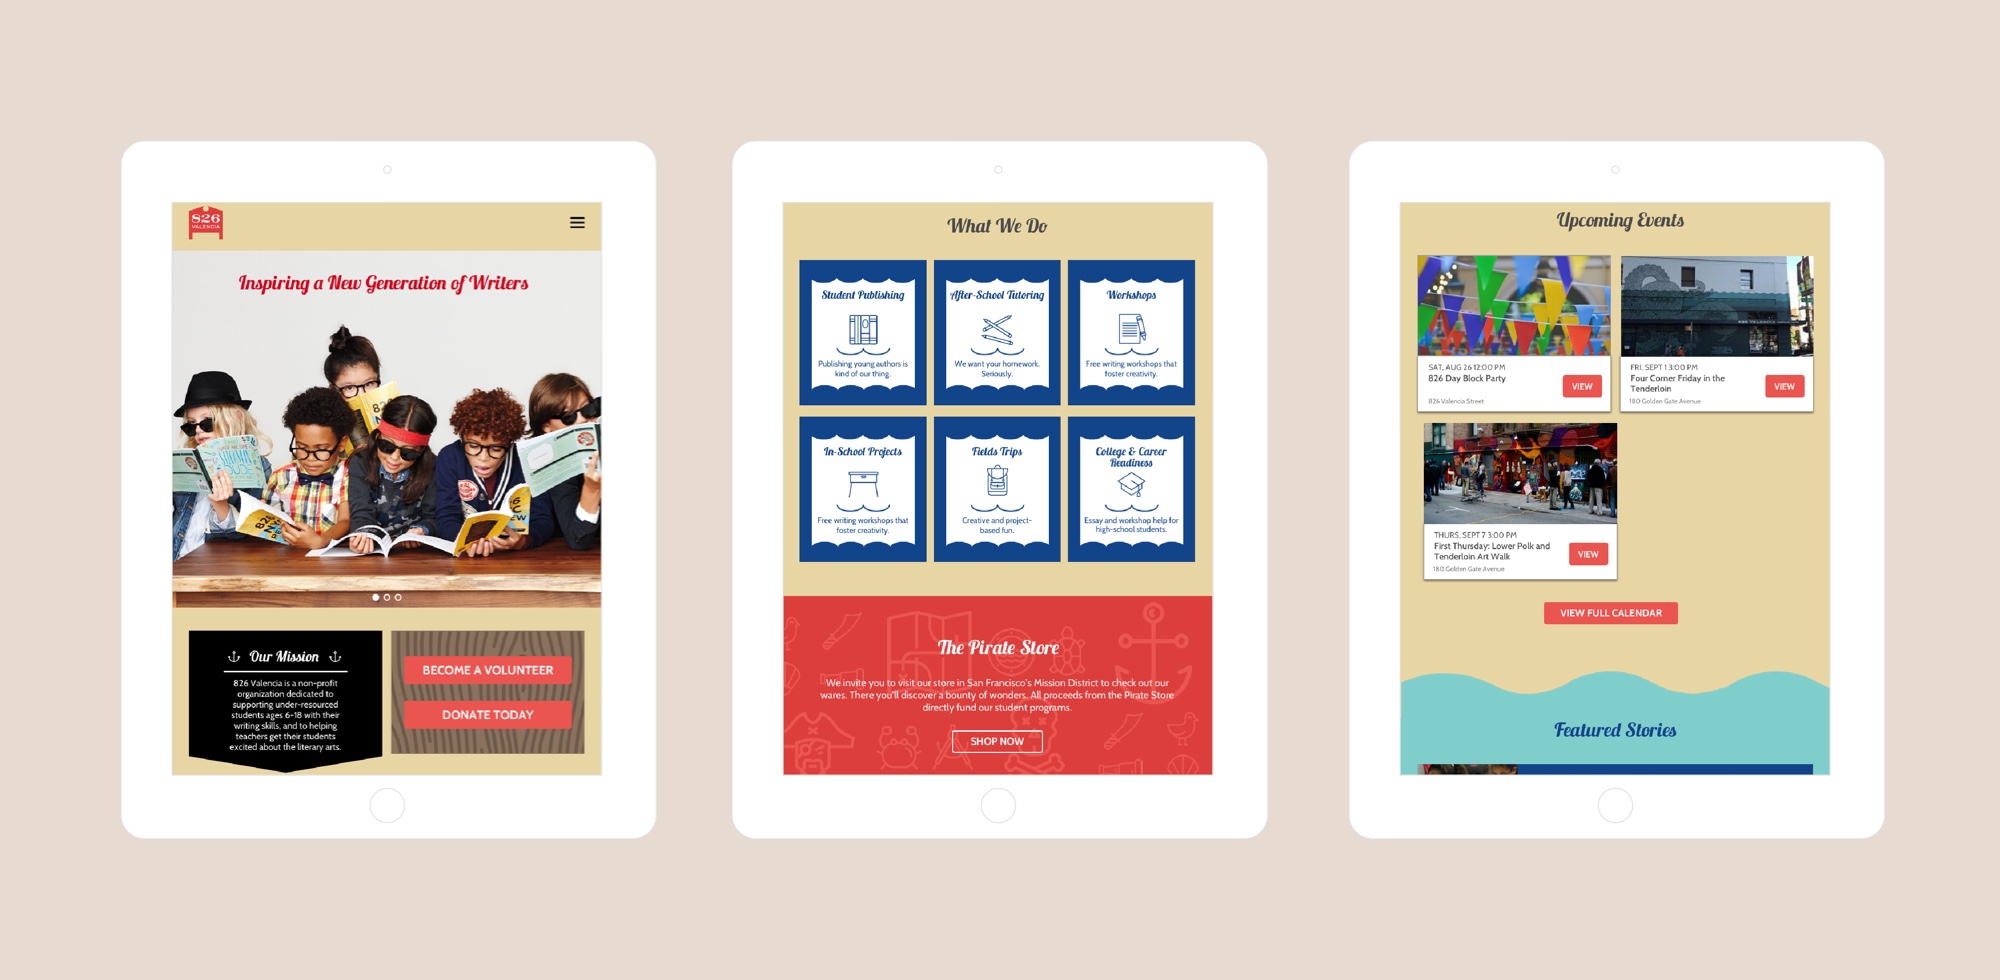 826
VALENCIA
Inspiring a New Generation of Writers
Our Mission
826 Valencia is a non-profit
organization dedicated to
supporting under-resourced
students ages 6-18 with their
writing skills, and to helping
teachers get their students
excited about the literary arts.
BECOME A VOLUNTEER
DONATE TODAY
What We Do
Student Publishing
Publishing young authors is
kind of our thing.
After-School Tutoring
We want your homework.
Seriously.
Workshops
Free writing workshops that
foster creativity.
In-School Projects
Free writing workshops that
foster creativity.
Fields Trips
Creative and project-
based fun.
College & Career
Readiness
Essay and workshop help for
high-school students.
The Pirate Store
We invite you to visit our store in San Francisco's Mission District to check out our
wares. There you'll discover a bounty of wonders. All proceeds from the Pirate Store
directly fund our student programs.
SHOP NOW
Upcoming Events
SAT, AUG 26 12:00 PM
826 Day Block Party
826 Valencia Street
VIEW
FRI, SEPT 1 3:00 PM
Four Corner Friday in the
Tenderloin
180 Golden Gate Avenue
VIEW
THURS, SEPT 7 3:00 PM
First Thursday: Lower Polk and
Tenderloin Art Walk
180 Golden Gate Avenue
VIEW
VIEW FULL CALENDAR
Featured Stories